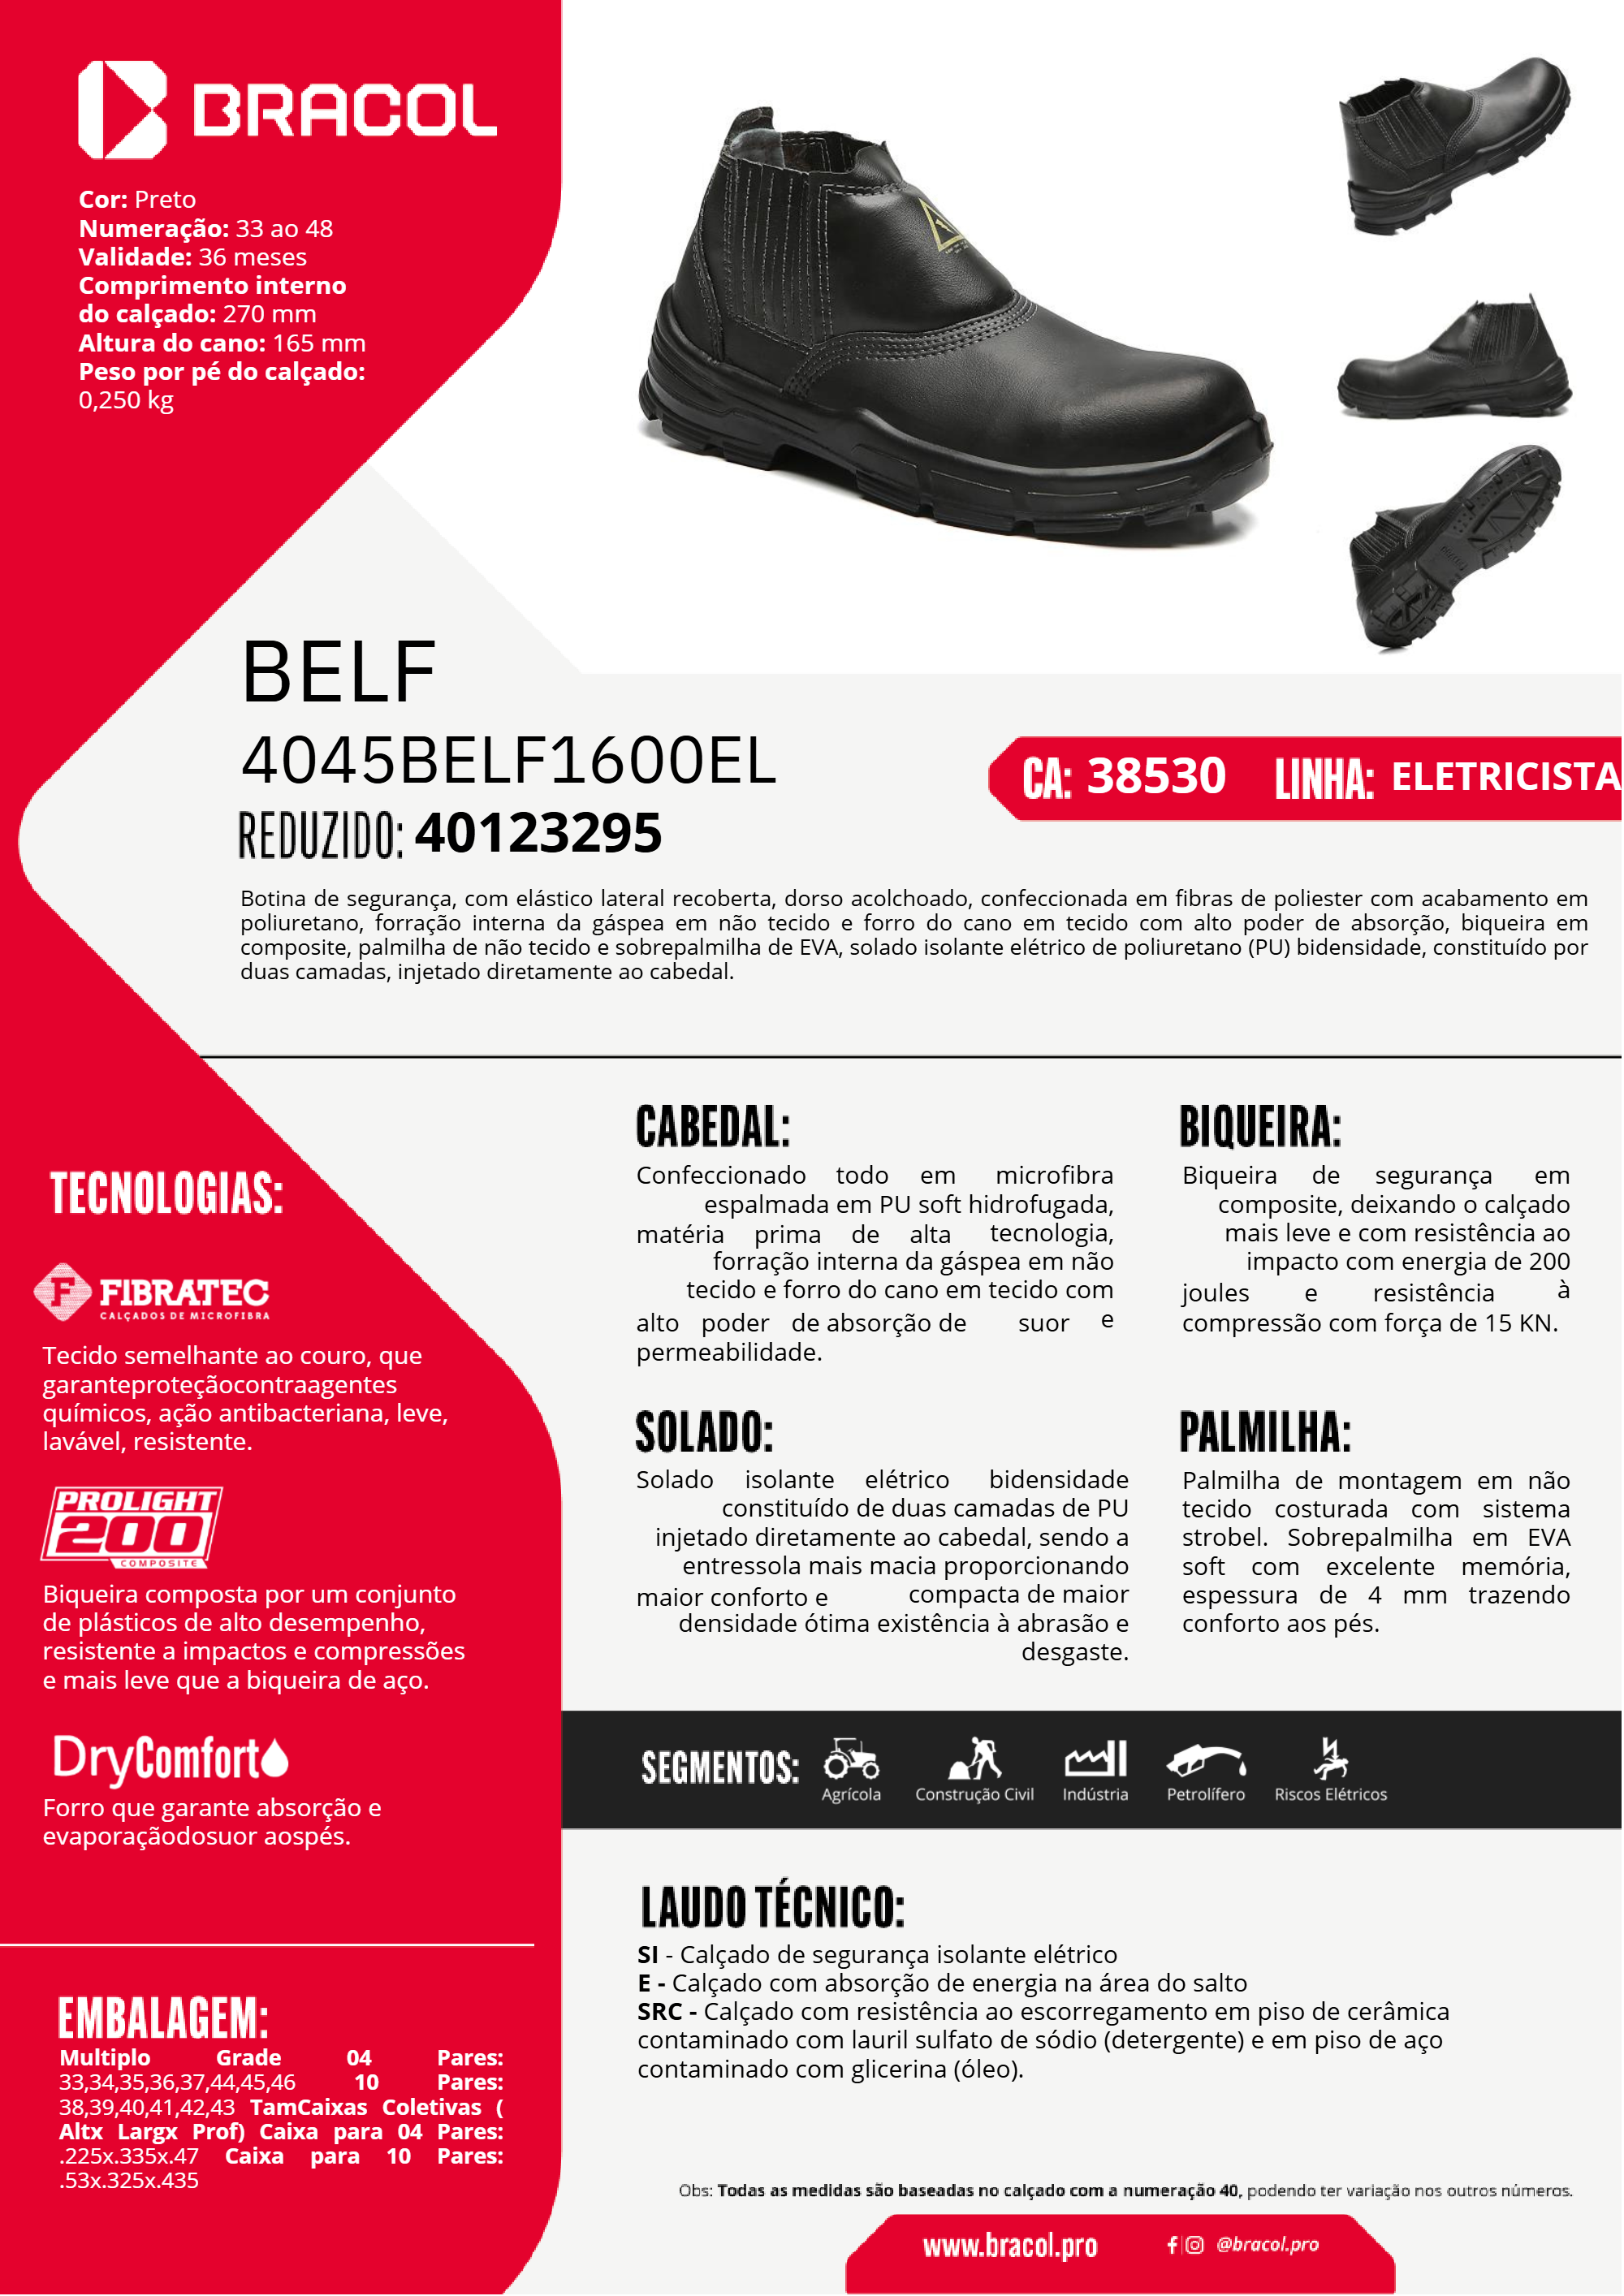 BRACOL
Cor: Preto
Numeração: 33 ao 48
Validade: 36 meses
Comprimento interno
do calçado: 270 mm
Altura do cano: 165 mm
Peso por pé do calçado:
0,250 kg
BELF
4045BELF1600EL
REDUZIDO: 40123295
CA: 38530 LINHA: ELETRICISTA
Botina de segurança, com elástico lateral recoberta, dorso acolchoado, confeccionada em fibras de poliester com acabamento em
poliuretano, forração interna da gáspea em não tecido e forro do cano em tecido com alto poder de absorção, biqueira em
composite, palmilha de não tecido e sobrepalmilha de EVA, solado isolante elétrico de poliuretano (PU) bidensidade, constituído por
duas camadas, injetado diretamente ao cabedal.
TECNOLOGIAS:
F FIBRATEC
CALÇADOS DE MICROFIBRA
Tecido semelhante ao couro, que
garanteproteçãocontraagentes
químicos, ação antibacteriana, leve,
lavável, resistente.
PROLIGHT
200
COMPOSITE
Biqueira composta por um conjunto
de plásticos de alto desempenho,
resistente a impactos e compressões
e mais leve que a biqueira de aço.
DryComfort
Forro que garante absorção e
evaporaçãodosuor aospés.
EMBALAGEM:
Multiplo Grade 04 Pares:
33,34,35,36,37,44,45,46 10 Pares:
38,39,40,41,42,43 TamCaixas Coletivas (
Altx Largx Prof) Caixa para 04 Pares:
.225x.335x.47 Caixa para 10 Pares:
.53x.325x.435
CABEDAL:
Confeccionado todo em microfibra
espalmada em PU soft hidrofugada,
matéria prima de alta tecnologia,
forração interna da gáspea em não
tecido e forro do cano em tecido com
alto poder de absorção de suor e
permeabilidade.
BIQUEIRA:
Biqueira de segurança em
composite, deixando o calçado
mais leve e com resistência ao
impacto com energia de 200
joules e resistência à
compressão com força de 15 KN.
SOLADO:
Solado isolante elétrico bidensidade
constituído de duas camadas de PU
injetado diretamente ao cabedal, sendo a
entressola mais macia proporcionando
maior conforto e compacta de maior
densidade ótima existência à abrasão e
desgaste.
PALMILHA:
Palmilha de montagem em não
tecido costurada com sistema
strobel. Sobrepalmilha em EVA
soft com excelente memória,
espessura de 4 mm trazendo
conforto aos pés.
SEGMENTOS:
Agrícola Construção Civil Indústria Petrolífero Riscos Elétricos
LAUDO TÉCNICO:
SI - Calçado de segurança isolante elétrico
E - Calçado com absorção de energia na área do salto
SRC - Calçado com resistência ao escorregamento em piso de cerâmica
contaminado com lauril sulfato de sódio (detergente) e em piso de aço
contaminado com glicerina (óleo).
Obs: Todas as medidas são baseadas no calçado com a numeração 40, podendo ter variação nos outros números.
www.bracol.pro @bracol.pro